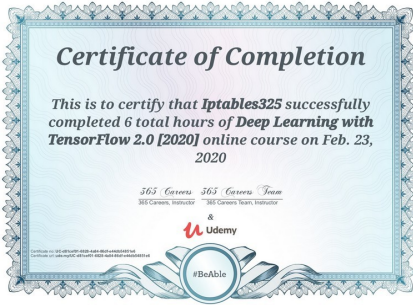 Certificate of Completion
This is to certify that Iptables325 successfully
completed 6 total hours of Deep Learning with
TensorFlow 2.0 [2020] online course on Feb. 23,
2020
365 Careers 365 Careers Team
365 Careers, Instructor 365 Careers Team, Instructor
&
Udemy
#BeAble